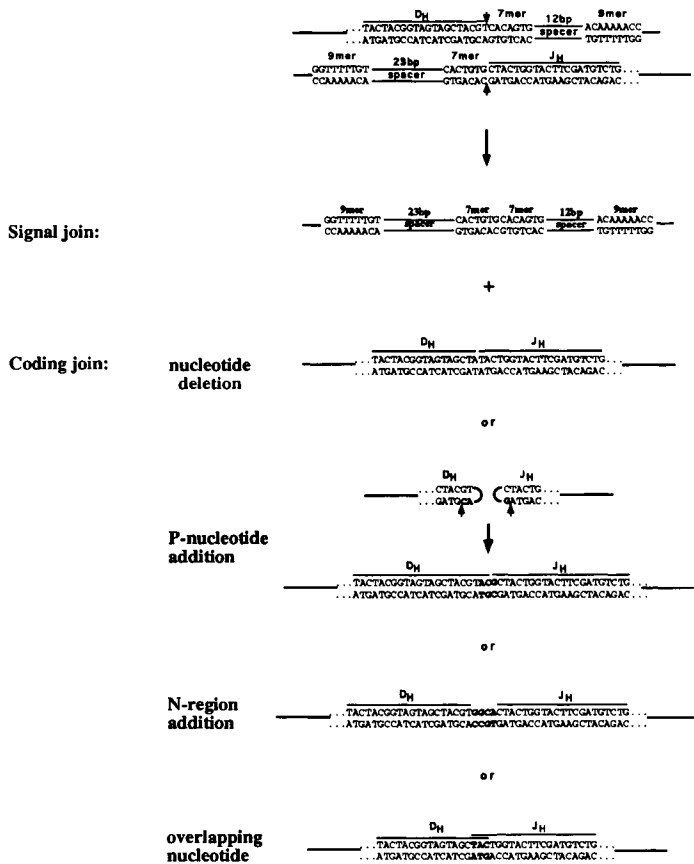 DH 7mer 12bp 9mer
...TACTACGGTAGTAGCTACGTCACAGTG spacer ACAAAAACC
...ATGATGCCATCATCGATGCAGTGTCAC TGTTTTTGG
9mer 23bp 7mer JH
GGTTTTTGT spacer CACTGTGCTACTGGTACTTCGATGTCTG...
CCAAAAACA GTGACACGATGACCATGAAGCTACAGAC...
9mer 23bp 7mer 7mer 12bp 9mer
Signal join:
GGTTTTTGT spacer CACTGTGCACAGTG spacer ACAAAAACC
CCAAAAACA GTGACACGTGTCAC TGTTTTTGG
+
DH JH
Coding join: nucleotide deletion
...TACTACGGTAGTAGCTATACTGGTACTTCGATGTCTG...
...ATGATGCCATCATCGATATGACCATGAAGCTACAGAC...
or
DH JH
...CTACGT CTACTG...
...GATGCA GATGAC...
P-nucleotide addition
DH JH
...TACTACGGTAGTAGCTACGTACGCTACTGGTACTTCGATGTCTG...
...ATGATGCCATCATCGATGCATGCGATGACCATGAAGCTACAGAC...
or
N-region addition
DH JH
...TACTACGGTAGTAGCTACGTGGCACTACTGGTACTTCGATGTCTG...
...ATGATGCCATCATCGATGCACCGTGATGACCATGAAGCTACAGAC...
or
overlapping nucleotide
DH JH
...TACTACGGTAGTAGCTACTGGTACTTCGATGTCTG...
...ATGATGCCATCATCGATGACCATGAAGCTACAGAC...